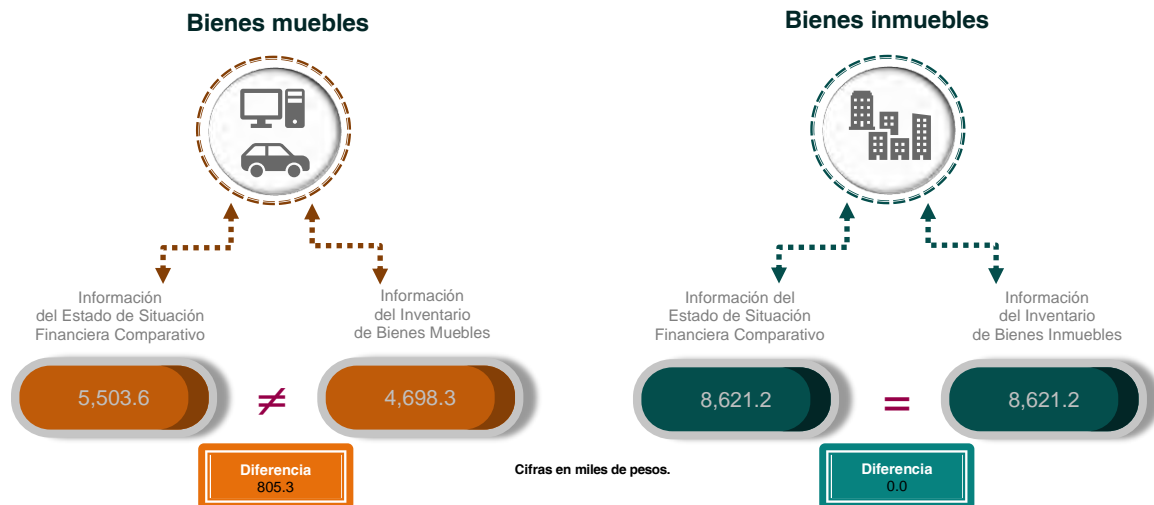 Bienes muebles
Información
del Estado de Situación
Financiera Comparativo
Información
del Inventario
de Bienes Muebles
5,503.6
≠
4,698.3
Diferencia
805.3
Cifras en miles de pesos.
Bienes inmuebles
Información del
Estado de Situación
Financiera Comparativo
Información
del Inventario
de Bienes Inmuebles
8,621.2
=
8,621.2
Diferencia
0.0